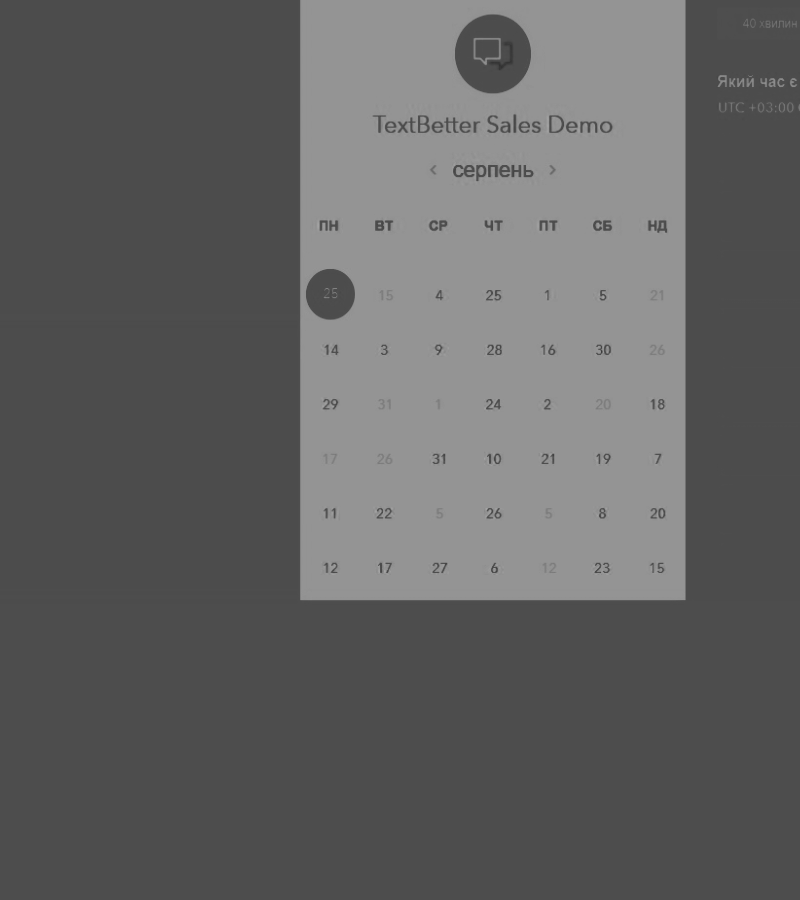 40 хвилин
Який час є
UTC +03:00
TextBetter Sales Demo
серпень
ПН ВТ СР ЧТ ПТ СБ НД
25 15 4 25 1 5 21
14 3 9 28 16 30 26
29 31 1 24 2 20 18
17 26 31 10 21 19 7
11 22 5 26 5 8 20
12 17 27 6 12 23 15